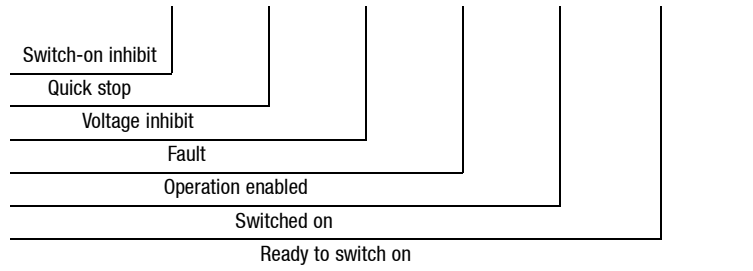 Switch-on inhibit
Quick stop
Voltage inhibit
Fault
Operation enabled
Switched on
Ready to switch on